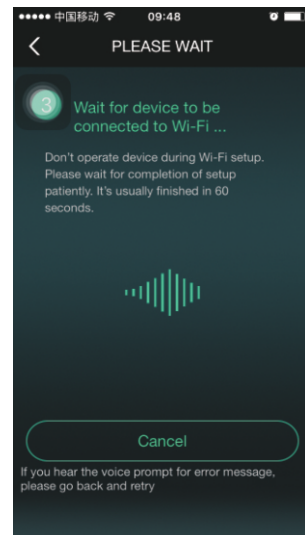 中国移动 09:48
PLEASE WAIT
3 Wait for device to be
connected to Wi-Fi ...
Don't operate device during Wi-Fi setup.
Please wait for completion of setup
patiently. It's usually finished in 60
seconds.
Cancel
If you hear the voice prompt for error message,
please go back and retry